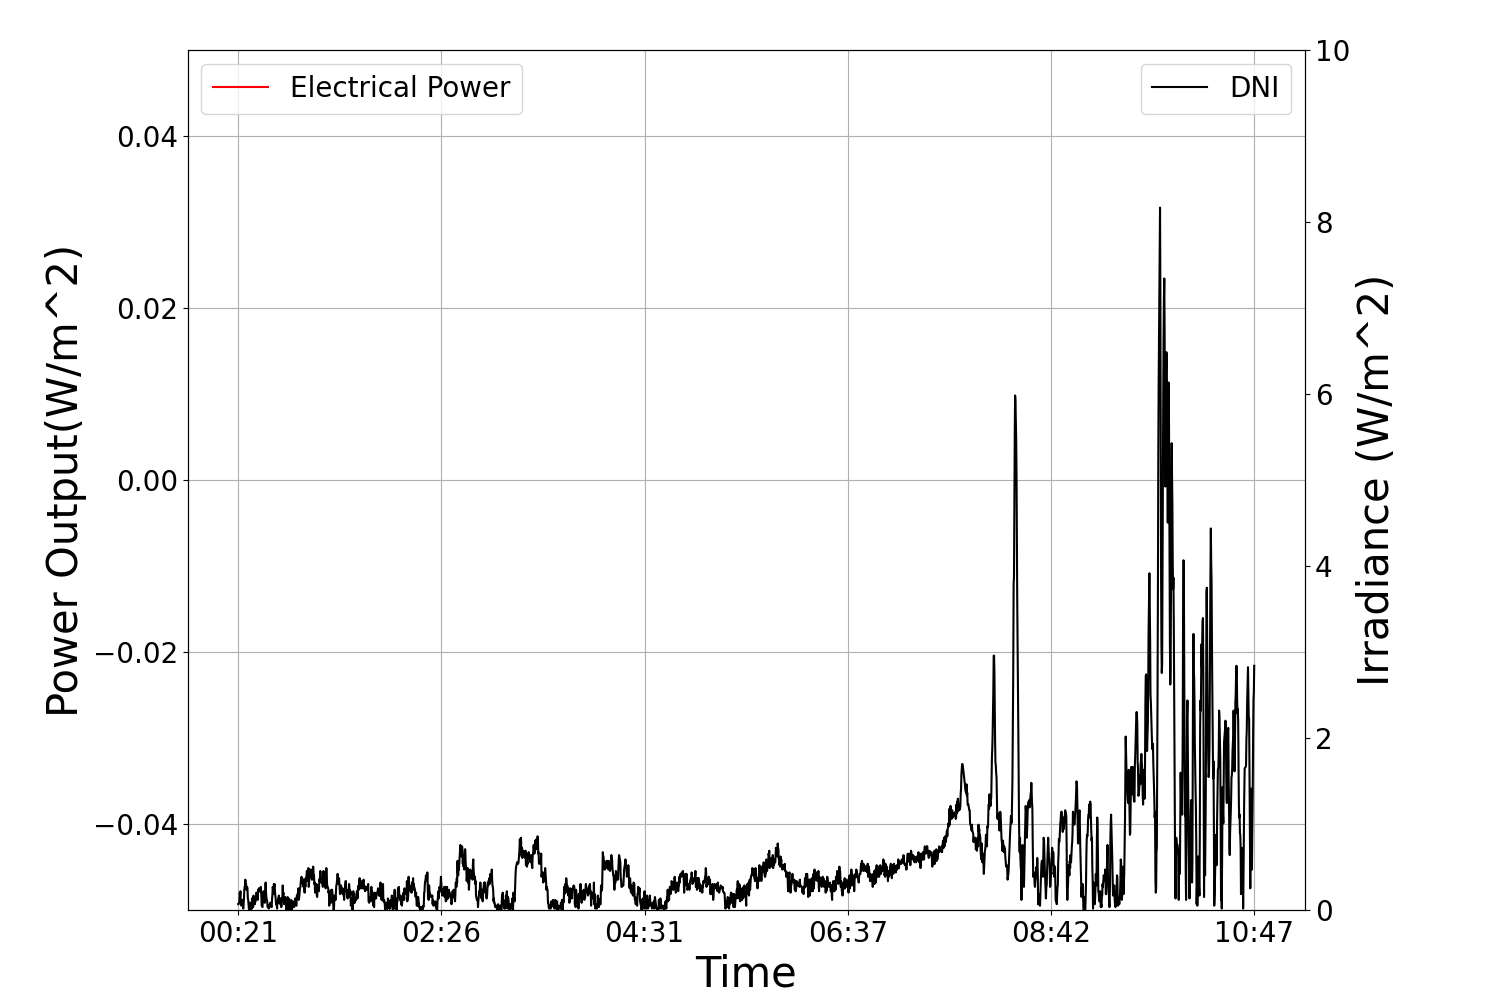 Electrical Power
DNI
10
0.04
8
0.02
6
0.00
4
−0.02
2
−0.04
0
Power Output(W/m^2)
Irradiance (W/m^2)
00:21 02:26 04:31 06:37 08:42 10:47
Time